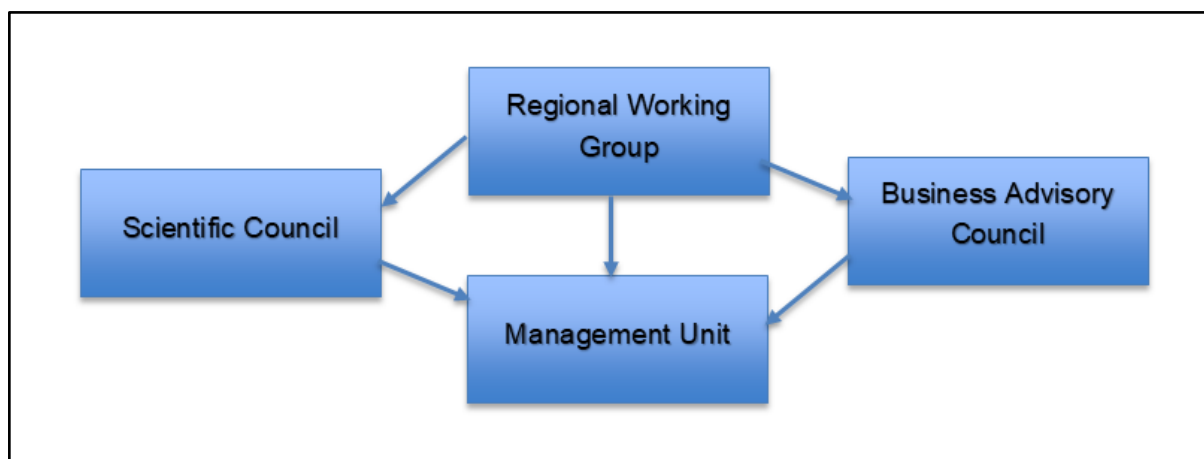 Regional Working
Group
Scientific Council
Business Advisory
Council
Management Unit